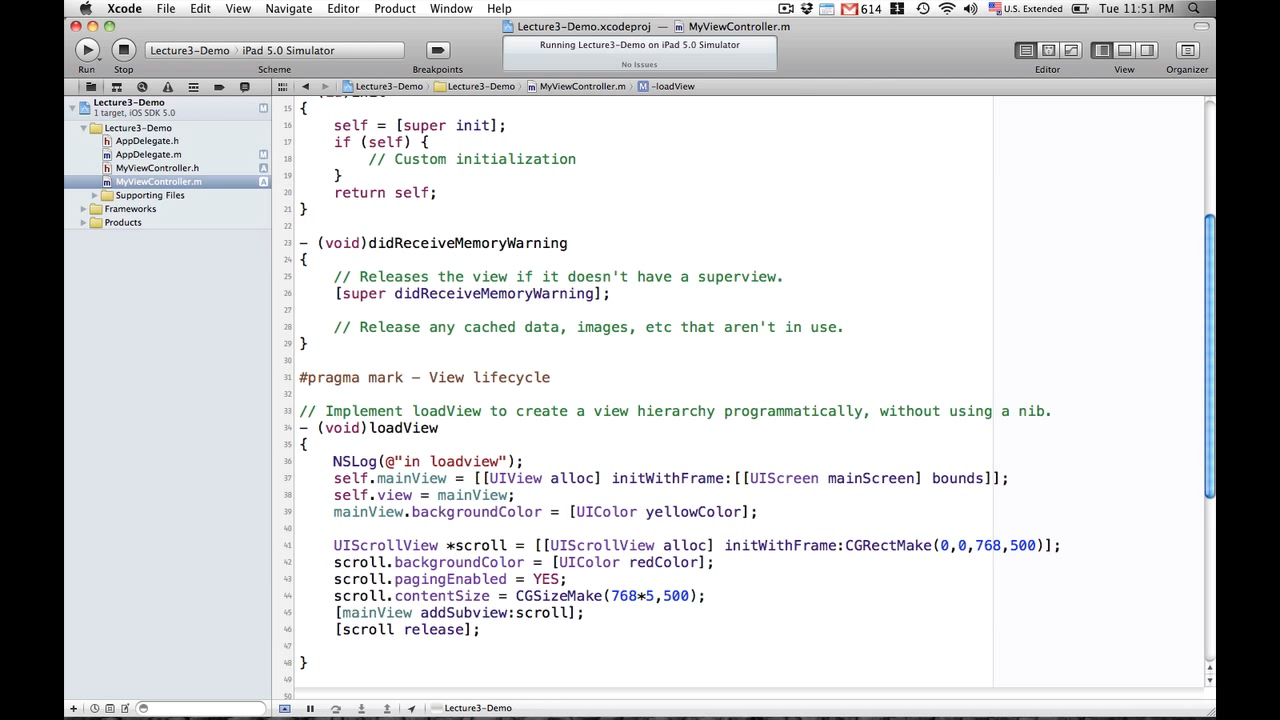 Xcode File Edit View Navigate Editor Product Window Help 614 U.S. Extended Tue 11:51 PM
Lecture3-Demo.xcodeproj — MyViewController.m
Lecture3-Demo iPad 5.0 Simulator
Running Lecture3-Demo on iPad 5.0 Simulator
No Issues
Run Stop Scheme Breakpoints Editor View Organizer
Lecture3-Demo Lecture3-Demo MyViewController.m -loadView
Lecture3-Demo M
1 target, iOS SDK 5.0
Lecture3-Demo
AppDelegate.h
AppDelegate.m M
MyViewController.h A
MyViewController.m A
Supporting Files
Frameworks
Products
15 {
16 self = [super init];
17 if (self) {
18 // Custom initialization
19 }
20 return self;
21 }
22
23 - (void)didReceiveMemoryWarning
24 {
25 // Releases the view if it doesn't have a superview.
26 [super didReceiveMemoryWarning];
27
28 // Release any cached data, images, etc that aren't in use.
29 }
30
31 #pragma mark - View lifecycle
32
33 // Implement loadView to create a view hierarchy programmatically, without using a nib.
34 - (void)loadView
35 {
36 NSLog(@"in loadview");
37 self.mainView = [[UIView alloc] initWithFrame:[[UIScreen mainScreen] bounds]];
38 self.view = mainView;
39 mainView.backgroundColor = [UIColor yellowColor];
40
41 UIScrollView *scroll = [[UIScrollView alloc] initWithFrame:CGRectMake(0,0,768,500)];
42 scroll.backgroundColor = [UIColor redColor];
43 scroll.pagingEnabled = YES;
44 scroll.contentSize = CGSizeMake(768*5,500);
45 [mainView addSubview:scroll];
46 [scroll release];
47
48 }
49
50
Lecture3-Demo